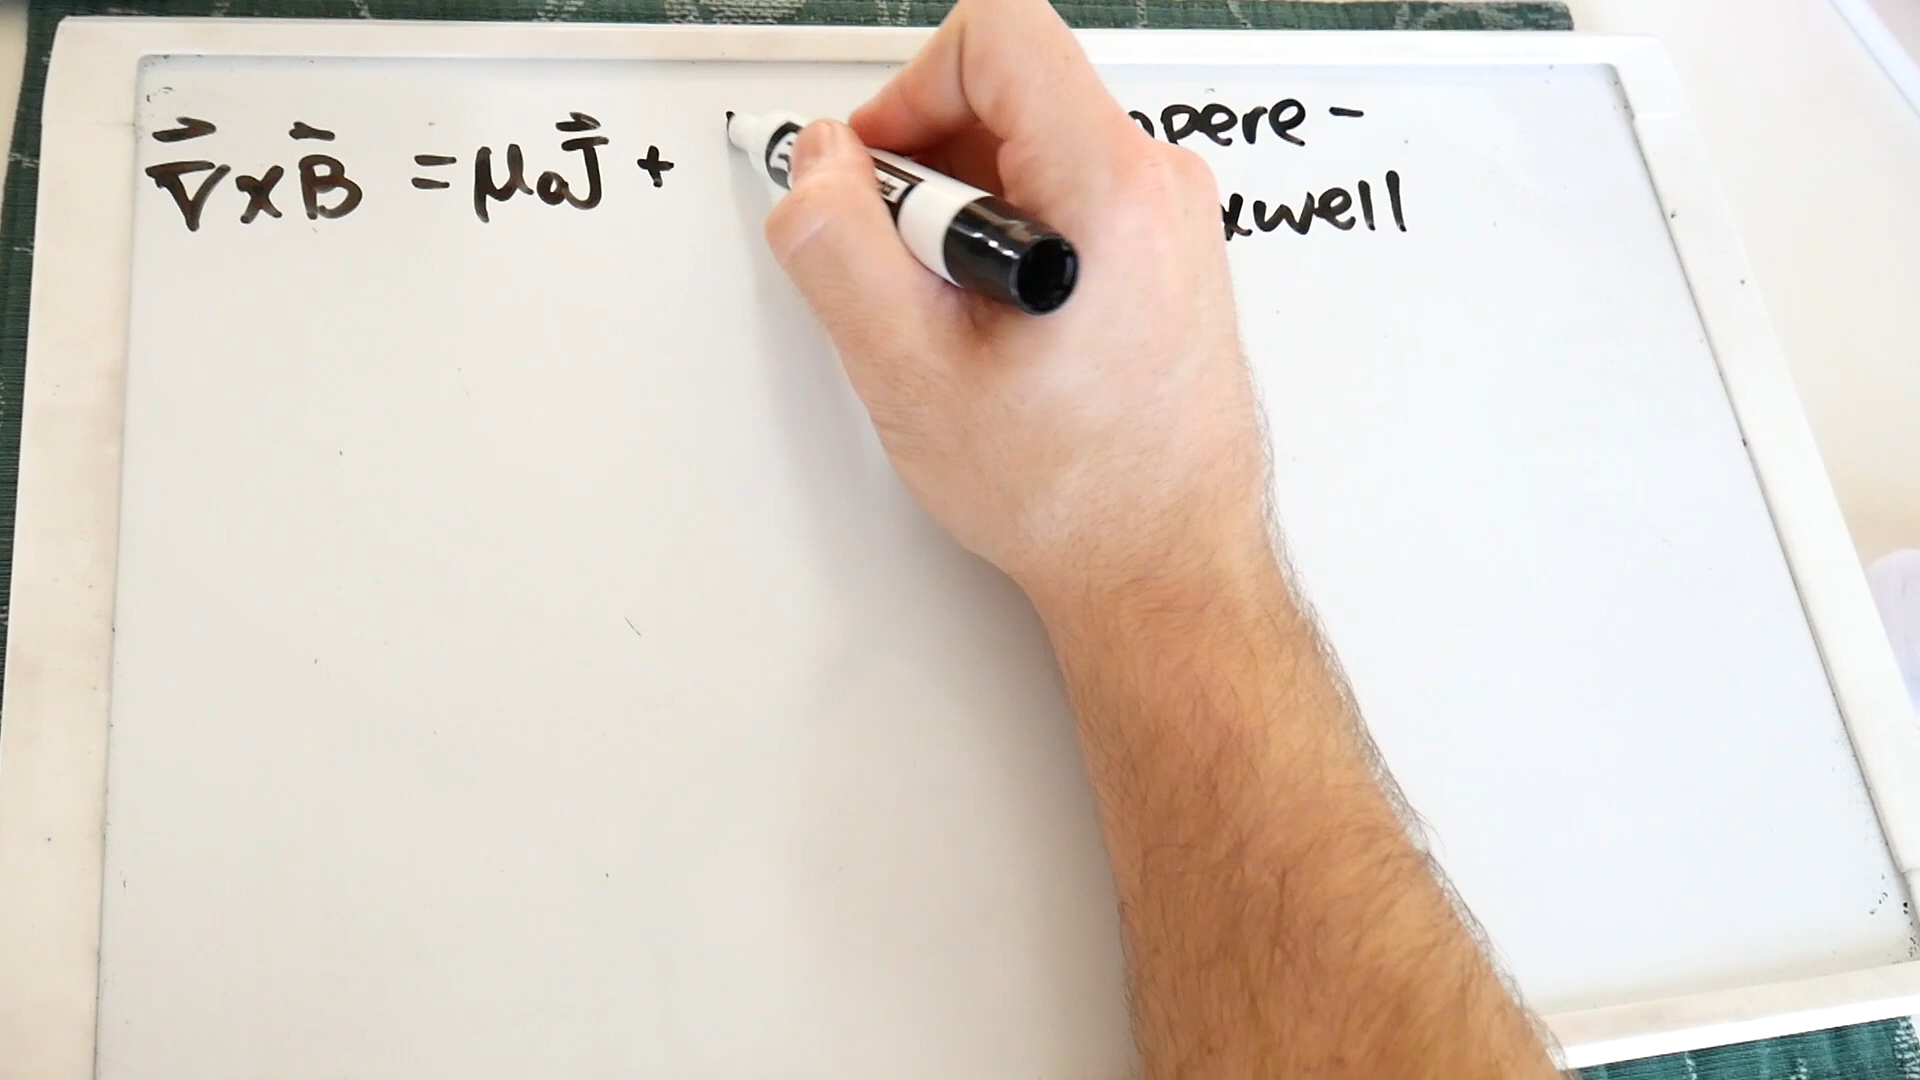 ∇⃗ x B⃗ = μ₀J⃗ + pere -
xwell